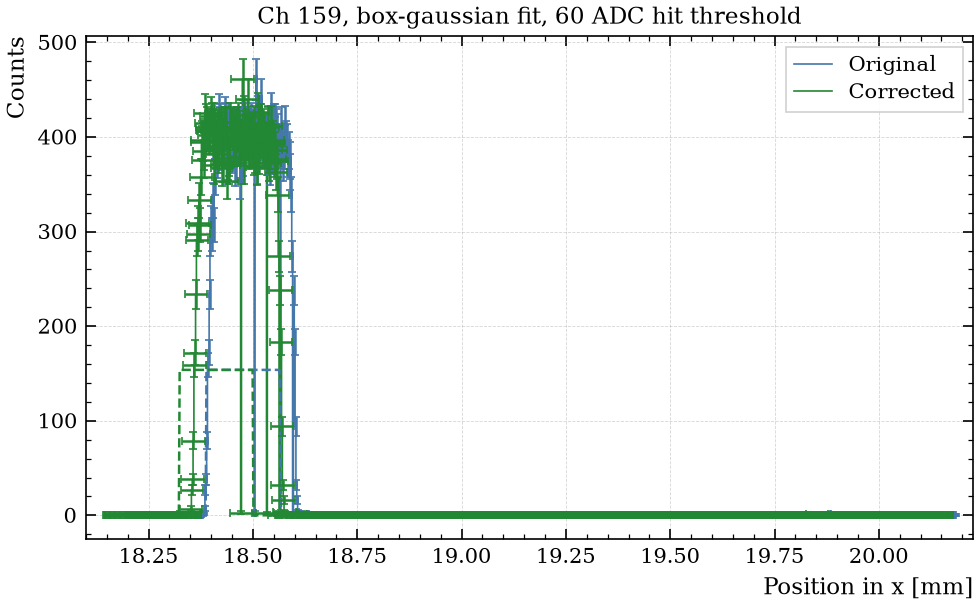 Ch 159, box-gaussian fit, 60 ADC hit threshold
Counts
500
400
300
200
100
0
Original
Corrected
18.25 18.50 18.75 19.00 19.25 19.50 19.75 20.00
Position in x [mm]